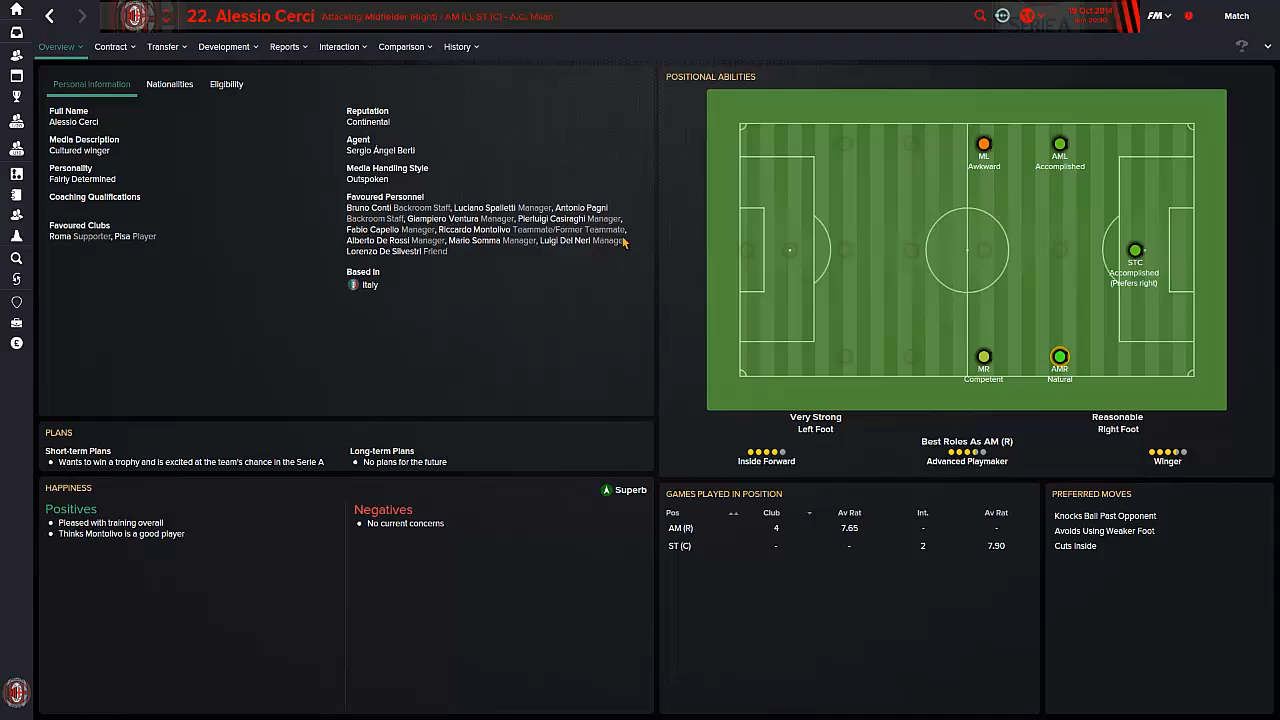 22. Alessio Cerci Attacking Midfielder (Right) / AM (L), ST (C) - A.C. Milan
19 Oct 2014
Sun 20:30
FM
Match
Overview Contract Transfer Development Reports Interaction Comparison History
Personal Information Nationalities Eligibility
Full Name
Alessio Cerci
Media Description
Cultured winger
Personality
Fairly Determined
Coaching Qualifications
Favoured Clubs
Roma Supporter, Pisa Player
Reputation
Continental
Agent
Sergio Ángel Berti
Media Handling Style
Outspoken
Favoured Personnel
Bruno Conti Backroom Staff, Luciano Spalletti Manager, Antonio Pagni
Backroom Staff, Giampiero Ventura Manager, Pierluigi Casiraghi Manager,
Fabio Capello Manager, Riccardo Montolivo Teammate/Former Teammate,
Alberto De Rossi Manager, Mario Somma Manager, Luigi Del Neri Manager,
Lorenzo De Silvestri Friend
Based In
Italy
PLANS
Short-term Plans
Wants to win a trophy and is excited at the team's chance in the Serie A
Long-term Plans
No plans for the future
HAPPINESS
Superb
Positives
Pleased with training overall
Thinks Montolivo is a good player
Negatives
No current concerns
POSITIONAL ABILITIES
ML
Awkward
AML
Accomplished
STC
Accomplished
(Prefers right)
MR
Competent
AMR
Natural
Very Strong
Left Foot
Reasonable
Right Foot
Best Roles As AM (R)
Inside Forward
Advanced Playmaker
Winger
GAMES PLAYED IN POSITION
Pos Club Av Rat Int. Av Rat
AM (R) 4 7.65 - -
ST (C) - - 2 7.90
PREFERRED MOVES
Knocks Ball Past Opponent
Avoids Using Weaker Foot
Cuts Inside